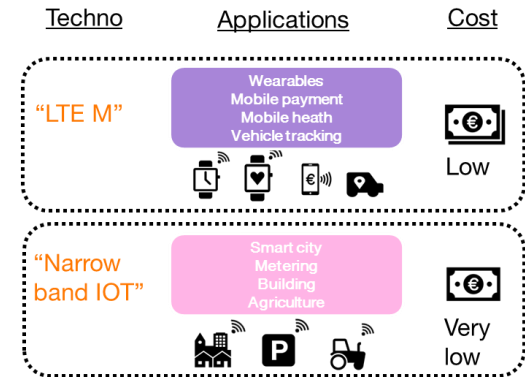 Techno Applications Cost
“LTE M”
Wearables
Mobile payment
Mobile heath
Vehicle tracking
€
€
Low
“Narrow
band IOT”
Smart city
Metering
Building
Agriculture
P
€
Very
low